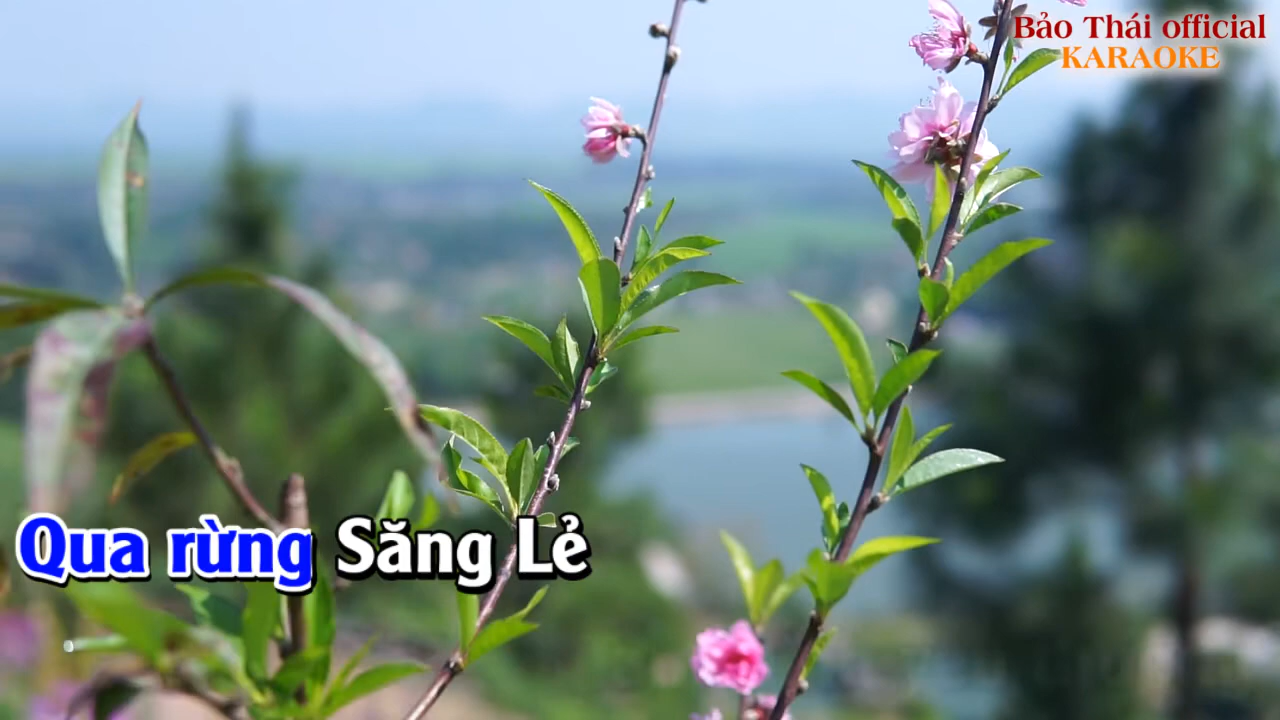 Bảo Thái official
KARAOKE
Qua rừng Săng Lẻ